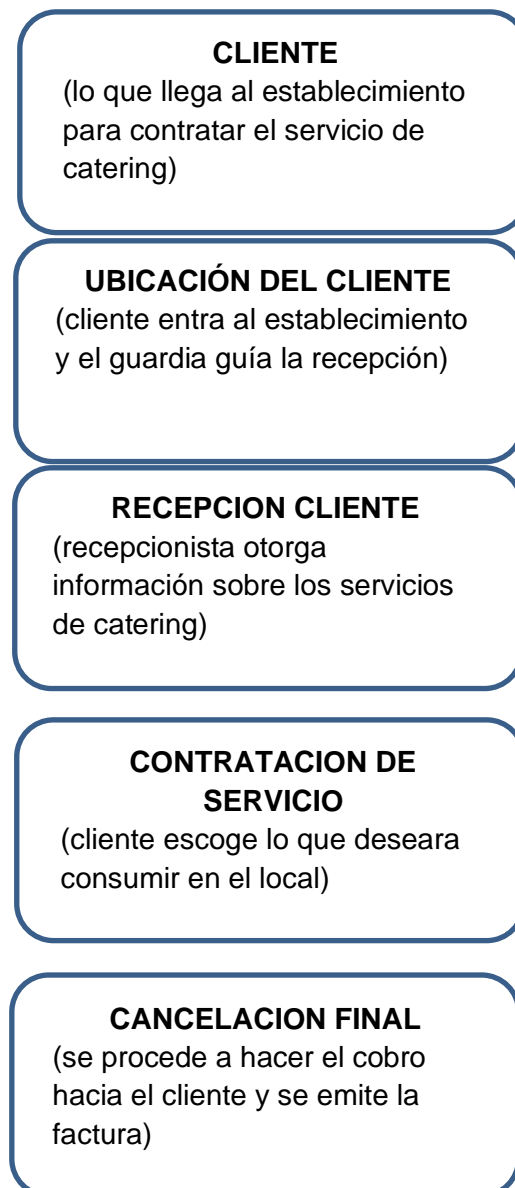 CLIENTE
(lo que llega al establecimiento
para contratar el servicio de
catering)
UBICACIÓN DEL CLIENTE
(cliente entra al establecimiento
y el guardia guía la recepción)
RECEPCION CLIENTE
(recepcionista otorga
información sobre los servicios
de catering)
CONTRATACION DE
SERVICIO
(cliente escoge lo que deseara
consumir en el local)
CANCELACION FINAL
(se procede a hacer el cobro
hacia el cliente y se emite la
factura)